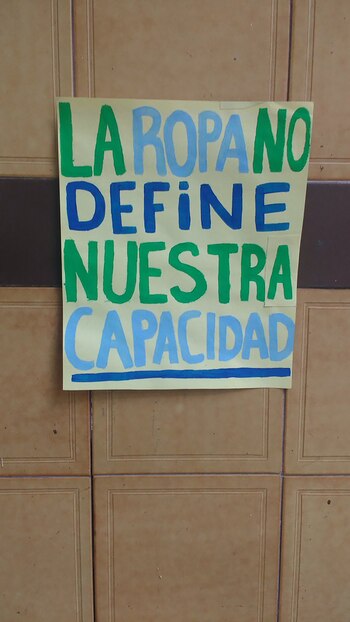 LA ROPA NO
DEFiNE
NUESTRA
CAPACIDAD